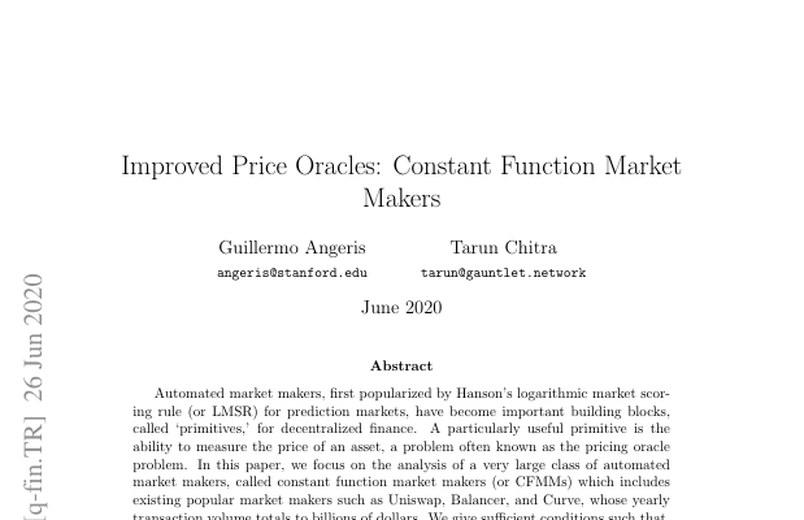 Improved Price Oracles: Constant Function Market
Makers
Guillermo Angeris
Tarun Chitra
angeris@stanford.edu
tarun@gauntlet.network
June 2020
Abstract
Automated market makers, first popularized by Hanson's logarithmic market scor-
ing rule (or LMSR) for prediction markets, have become important building blocks,
called ‘primitives,’ for decentralized finance. A particularly useful primitive is the
ability to measure the price of an asset, a problem often known as the pricing oracle
problem. In this paper, we focus on the analysis of a very large class of automated
market makers, called constant function market makers (or CFMMs) which includes
existing popular market makers such as Uniswap, Balancer, and Curve, whose yearly
transaction volume totals to billions of dollars. We give sufficient conditions such that,
[q-fin.TR] 26 Jun 2020